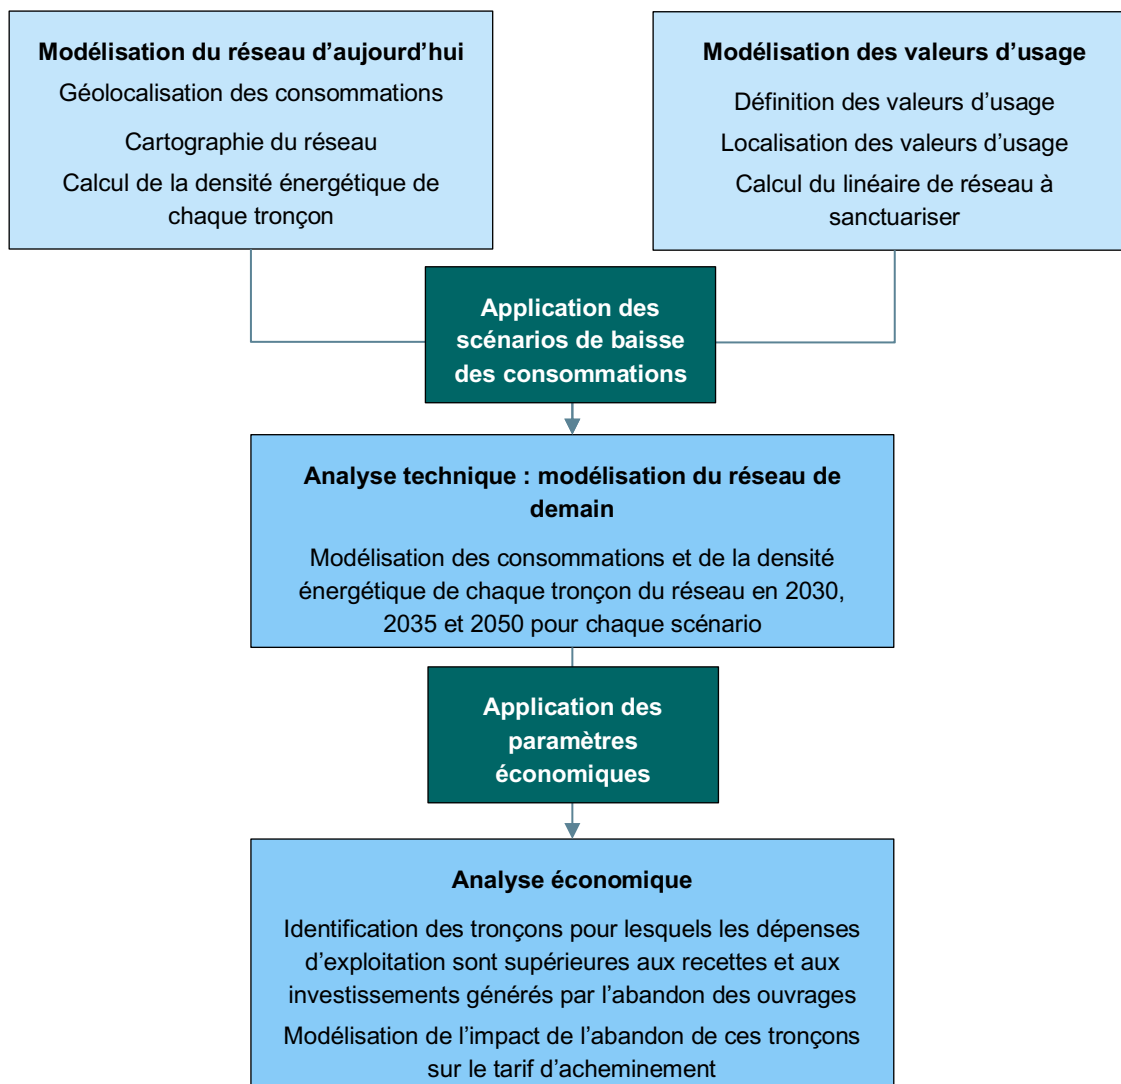 Modélisation du réseau d’aujourd’hui
Géolocalisation des consommations
Cartographie du réseau
Calcul de la densité énergétique de
chaque tronçon
Modélisation des valeurs d’usage
Définition des valeurs d’usage
Localisation des valeurs d’usage
Calcul du linéaire de réseau à
sanctuariser
Application des
scénarios de baisse
des consommations
Analyse technique : modélisation du réseau de
demain
Modélisation des consommations et de la densité
énergétique de chaque tronçon du réseau en 2030,
2035 et 2050 pour chaque scénario
Application des
paramètres
économiques
Analyse économique
Identification des tronçons pour lesquels les dépenses
d’exploitation sont supérieures aux recettes et aux
investissements générés par l’abandon des ouvrages
Modélisation de l’impact de l’abandon de ces tronçons
sur le tarif d’acheminement